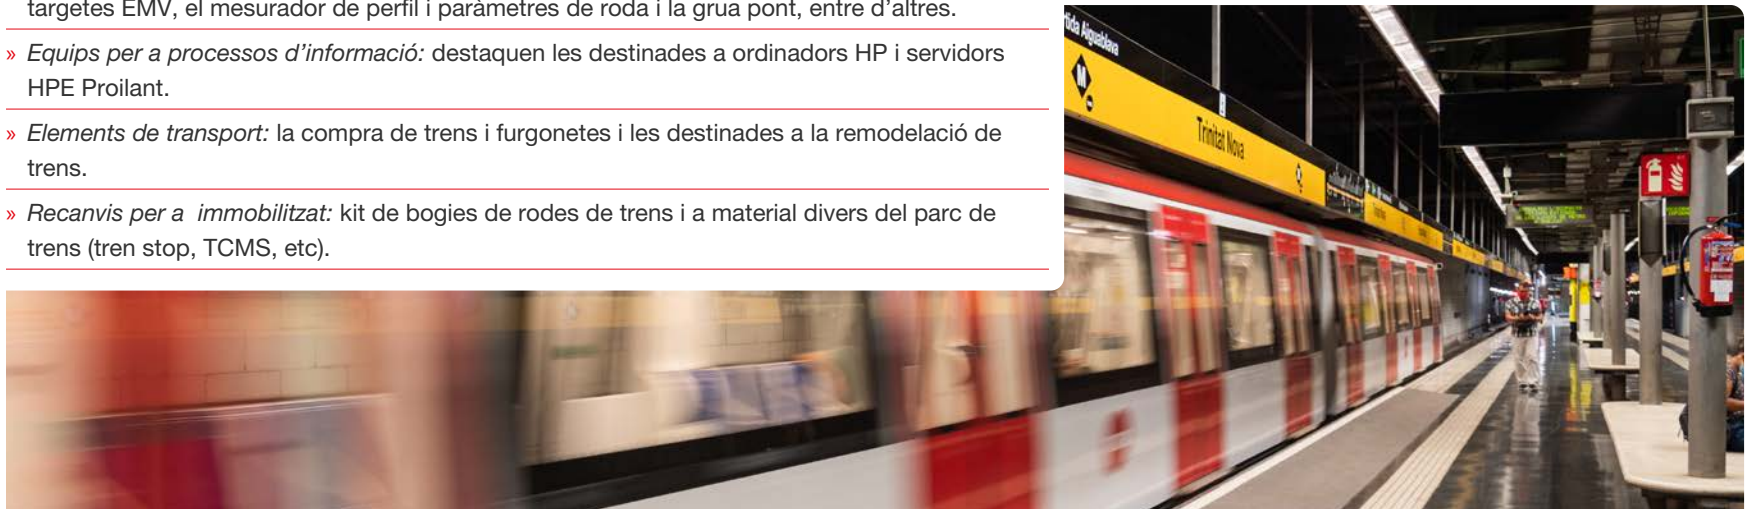 targetes EMV, el mesurador de perfil i paràmetres de roda i la grua pont, entre d’altres.
» Equips per a processos d’informació: destaquen les destinades a ordinadors HP i servidors
HPE Proilant.
» Elements de transport: la compra de trens i furgonetes i les destinades a la remodelació de
trens.
» Recanvis per a  immobilitzat: kit de bogies de rodes de trens i a material divers del parc de
trens (tren stop, TCMS, etc).
Aiguablava
M
Trinitat Nova